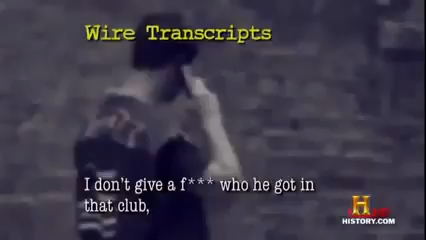 Wire Transcripts
I don't give a f*** who he got in
that club,
H
HISTORY.COM